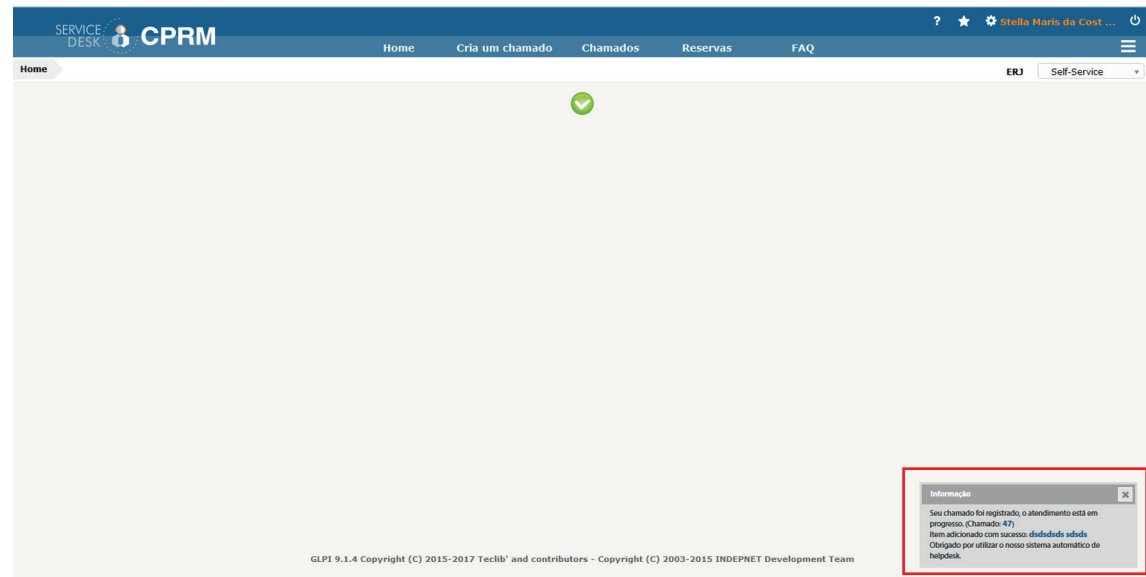 ? Stella Maris da Cost ...
SERVICE DESK CPRM
Home Cria um chamado Chamados Reservas FAQ
Home ERJ Self-Service
Informação
Seu chamado foi registrado, o atendimento está em
progresso. (Chamado: 47)
Item adicionado com sucesso: dsdsdsds sdsds
Obrigado por utilizar o nosso sistema automático de
helpdesk.
GLPI 9.1.4 Copyright (C) 2015-2017 Teclib' and contributors - Copyright (C) 2003-2015 INDEPNET Development Team